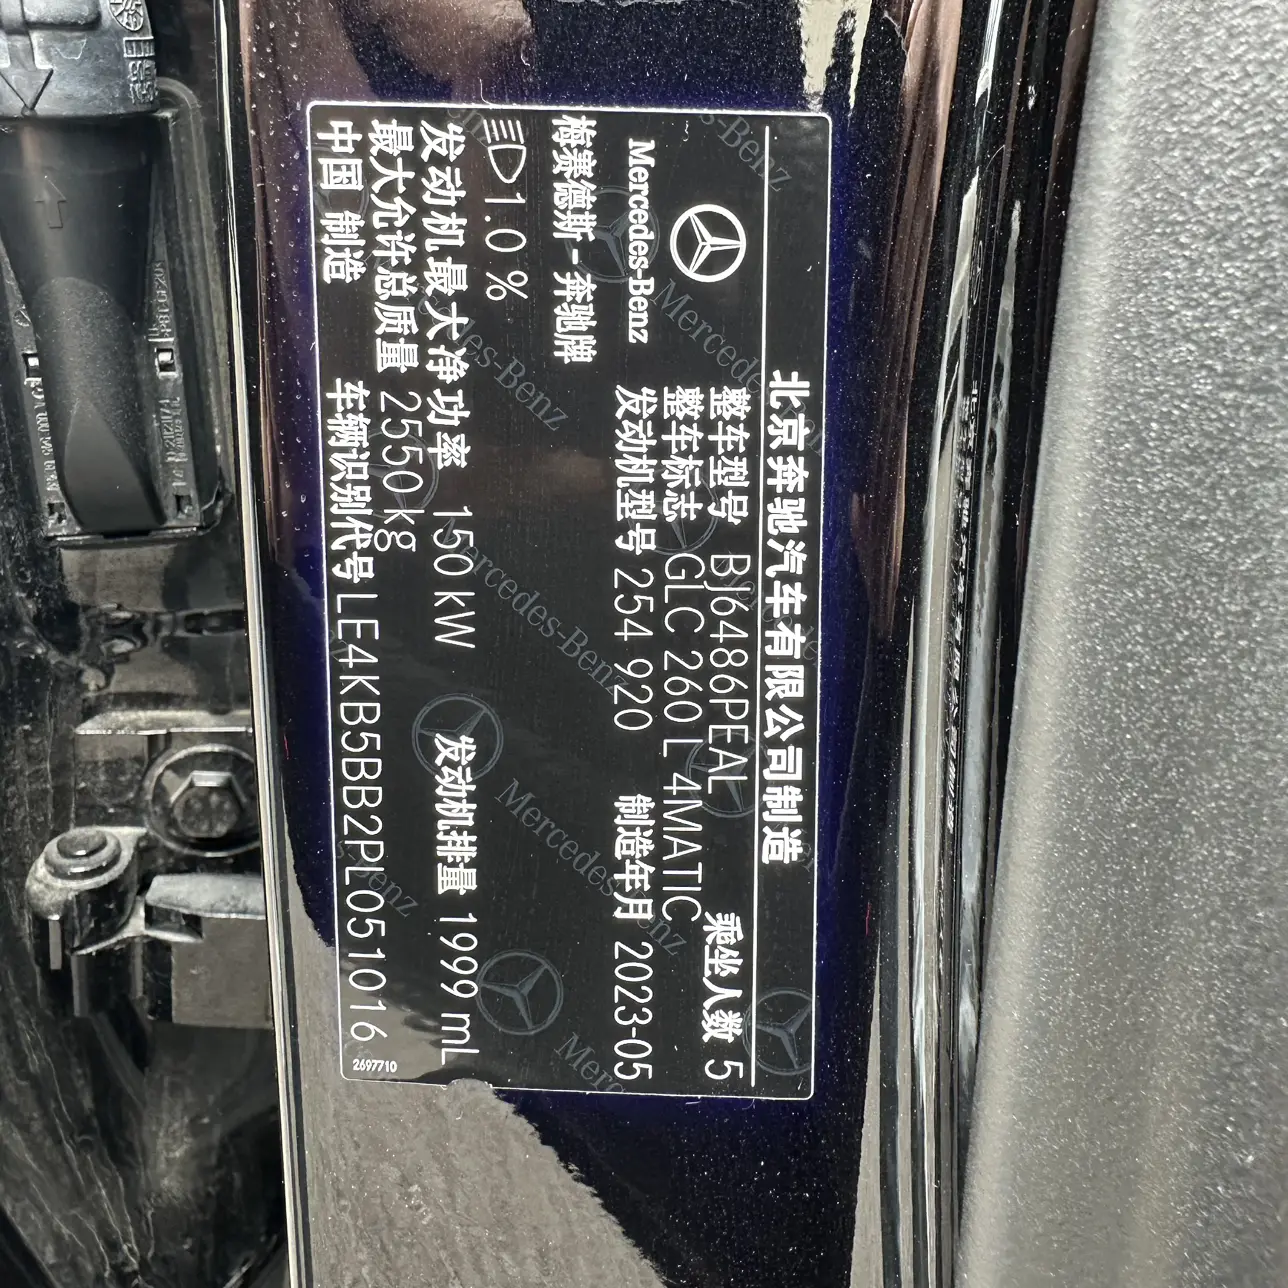 北京奔驰汽车有限公司制造
Mercedes-Benz
梅赛德斯-奔驰牌
整车型号 BJ6486PEAL 乘坐人数 5
整车标志 GLC 260 L 4MATIC
发动机型号 254 920 制造年月 2023-05
1.0 %
发动机最大净功率 150 kW 发动机排量 1999 mL
最大允许总质量 2550 kg
中国 制造 车辆识别代号 LE4KB5BB2PL051016
2697710